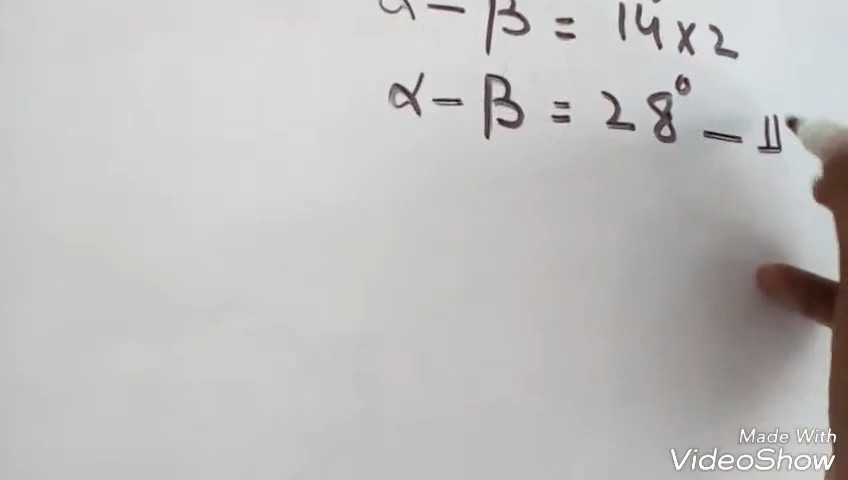 α - β = 14 × 2
α - β = 28° - II
Made With
VideoShow